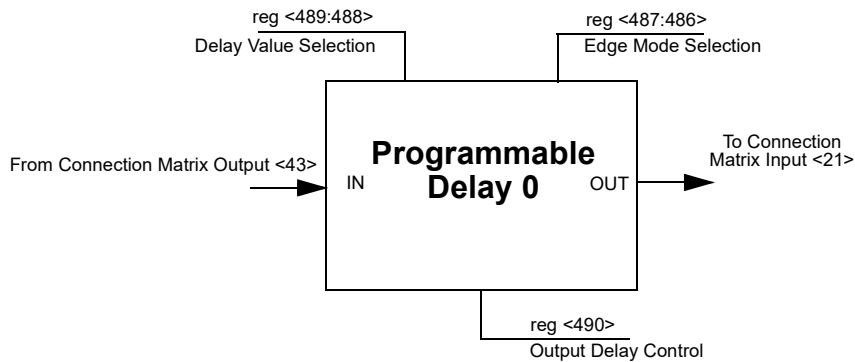 reg <489:488>
Delay Value Selection
reg <487:486>
Edge Mode Selection
From Connection Matrix Output <43>
IN
Programmable
Delay 0
OUT
To Connection
Matrix Input <21>
reg <490>
Output Delay Control